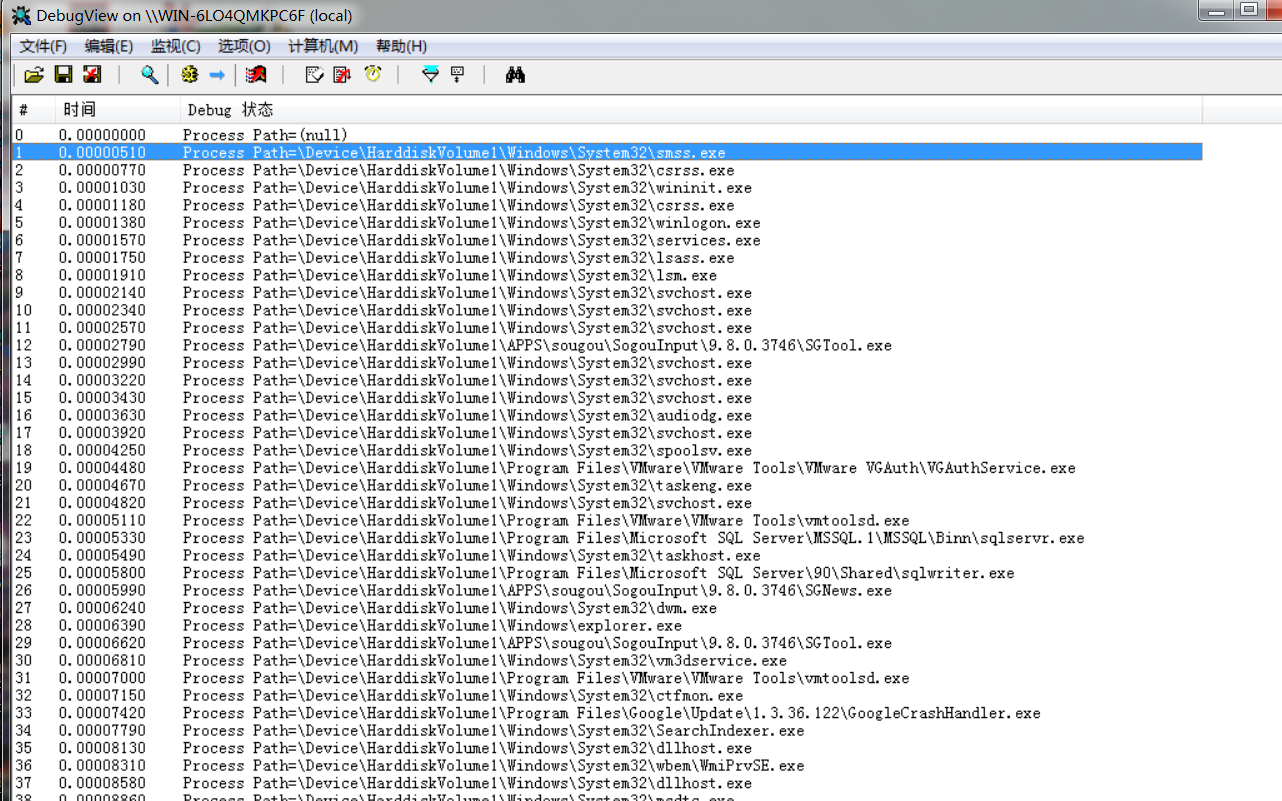 DebugView on \\WIN-6LO4QMKPC6F (local)
文件(F) 编辑(E) 监视(C) 选项(O) 计算机(M) 帮助(H)
# 时间 Debug 状态
0 0.00000000 Process Path=(null)
1 0.00000510 Process Path=\Device\HarddiskVolume1\Windows\System32\smss.exe
2 0.00000770 Process Path=\Device\HarddiskVolume1\Windows\System32\csrss.exe
3 0.00001030 Process Path=\Device\HarddiskVolume1\Windows\System32\wininit.exe
4 0.00001180 Process Path=\Device\HarddiskVolume1\Windows\System32\csrss.exe
5 0.00001380 Process Path=\Device\HarddiskVolume1\Windows\System32\winlogon.exe
6 0.00001570 Process Path=\Device\HarddiskVolume1\Windows\System32\services.exe
7 0.00001750 Process Path=\Device\HarddiskVolume1\Windows\System32\lsass.exe
8 0.00001910 Process Path=\Device\HarddiskVolume1\Windows\System32\lsm.exe
9 0.00002140 Process Path=\Device\HarddiskVolume1\Windows\System32\svchost.exe
10 0.00002340 Process Path=\Device\HarddiskVolume1\Windows\System32\svchost.exe
11 0.00002570 Process Path=\Device\HarddiskVolume1\Windows\System32\svchost.exe
12 0.00002790 Process Path=\Device\HarddiskVolume1\APPS\sougou\SogouInput\9.8.0.3746\SGTool.exe
13 0.00002990 Process Path=\Device\HarddiskVolume1\Windows\System32\svchost.exe
14 0.00003220 Process Path=\Device\HarddiskVolume1\Windows\System32\svchost.exe
15 0.00003430 Process Path=\Device\HarddiskVolume1\Windows\System32\svchost.exe
16 0.00003630 Process Path=\Device\HarddiskVolume1\Windows\System32\audiodg.exe
17 0.00003920 Process Path=\Device\HarddiskVolume1\Windows\System32\svchost.exe
18 0.00004250 Process Path=\Device\HarddiskVolume1\Windows\System32\spoolsv.exe
19 0.00004480 Process Path=\Device\HarddiskVolume1\Program Files\VMware\VMware Tools\VMware VGAuth\VGAuthService.exe
20 0.00004670 Process Path=\Device\HarddiskVolume1\Windows\System32\taskeng.exe
21 0.00004820 Process Path=\Device\HarddiskVolume1\Windows\System32\svchost.exe
22 0.00005110 Process Path=\Device\HarddiskVolume1\Program Files\VMware\VMware Tools\vmtoolsd.exe
23 0.00005330 Process Path=\Device\HarddiskVolume1\Program Files\Microsoft SQL Server\MSSQL.1\MSSQL\Binn\sqlservr.exe
24 0.00005490 Process Path=\Device\HarddiskVolume1\Windows\System32\taskhost.exe
25 0.00005800 Process Path=\Device\HarddiskVolume1\Program Files\Microsoft SQL Server\90\Shared\sqlwriter.exe
26 0.00005990 Process Path=\Device\HarddiskVolume1\APPS\sougou\SogouInput\9.8.0.3746\SGNews.exe
27 0.00006240 Process Path=\Device\HarddiskVolume1\Windows\System32\dwm.exe
28 0.00006390 Process Path=\Device\HarddiskVolume1\Windows\explorer.exe
29 0.00006620 Process Path=\Device\HarddiskVolume1\APPS\sougou\SogouInput\9.8.0.3746\SGTool.exe
30 0.00006810 Process Path=\Device\HarddiskVolume1\Windows\System32\vm3dservice.exe
31 0.00007000 Process Path=\Device\HarddiskVolume1\Program Files\VMware\VMware Tools\vmtoolsd.exe
32 0.00007150 Process Path=\Device\HarddiskVolume1\Windows\System32\ctfmon.exe
33 0.00007420 Process Path=\Device\HarddiskVolume1\Program Files\Google\Update\1.3.36.122\GoogleCrashHandler.exe
34 0.00007790 Process Path=\Device\HarddiskVolume1\Windows\System32\SearchIndexer.exe
35 0.00008130 Process Path=\Device\HarddiskVolume1\Windows\System32\dllhost.exe
36 0.00008310 Process Path=\Device\HarddiskVolume1\Windows\System32\wbem\WmiPrvSE.exe
37 0.00008580 Process Path=\Device\HarddiskVolume1\Windows\System32\dllhost.exe
38 0.00008860 Process Path=\Device\HarddiskVolume1\Windows\System32\msdtc.exe